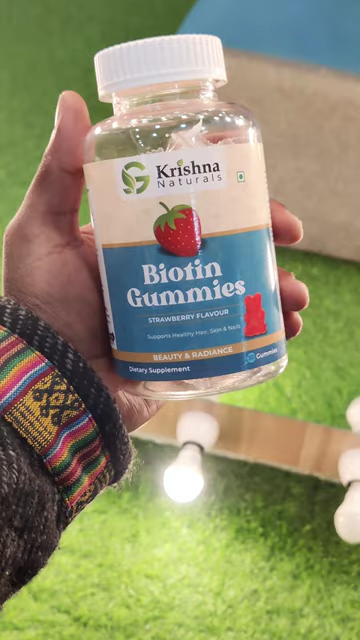 Krishna
Naturals
Biotin
Gummies
STRAWBERRY FLAVOUR
Supports Healthy Hair, Skin & Nails
BEAUTY & RADIANCE
Dietary Supplement
Gummies